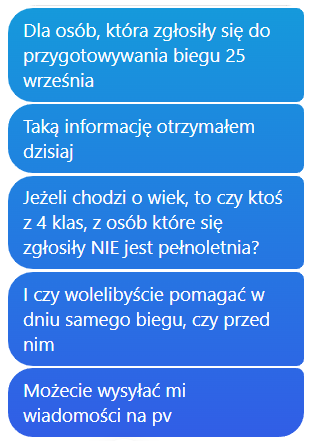 Dla osób, która zgłosiły się do
przygotowywania biegu 25
września
Taką informację otrzymałem
dzisiaj
Jeżeli chodzi o wiek, to czy ktoś
z 4 klas, z osób które się
zgłosiły NIE jest pełnoletnia?
I czy wolelibyście pomagać w
dniu samego biegu, czy przed
nim
Możecie wysyłać mi
wiadomości na pv